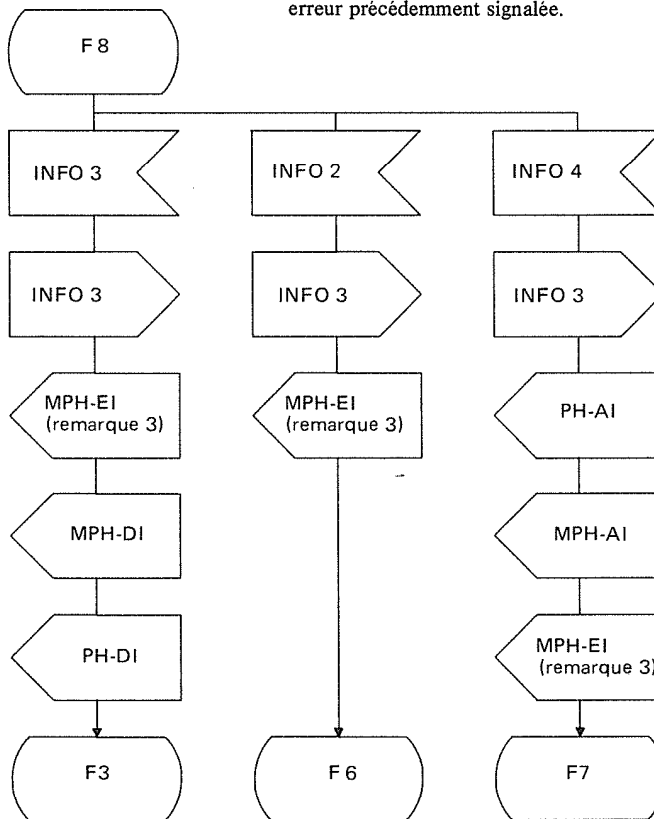 erreur précédemment signalée.
F 8
INFO 3
INFO 2
INFO 4
INFO 3
INFO 3
INFO 3
MPH-EI
(remarque 3)
MPH-EI
(remarque 3)
PH-AI
MPH-DI
MPH-AI
PH-DI
MPH-EI
(remarque 3)
F3
F 6
F7